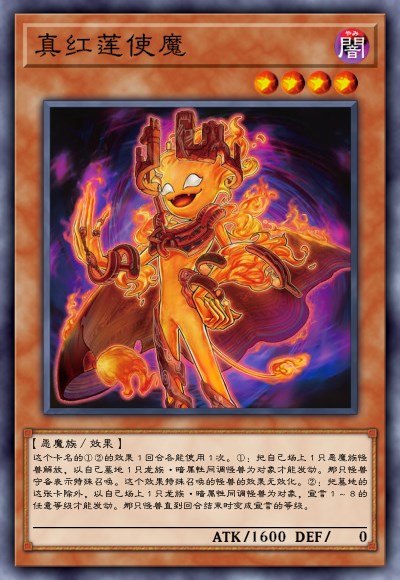 真红莲使魔
やみ
闇
【恶魔族／效果】
这个卡名的①②的效果1回合各能使用1次。①：把自己场上1只恶魔族怪
兽解放，以自己墓地1只龙族·暗属性同调怪兽为对象才能发动。那只怪兽
守备表示特殊召唤。这个效果特殊召唤的怪兽的效果无效化。②：把墓地的
这张卡除外，以自己场上1只龙族·暗属性同调怪兽为对象，宣言1～8的
任意等级才能发动。那只怪兽直到回合结束时变成宣言的等级。
ATK/1600 DEF/ 0